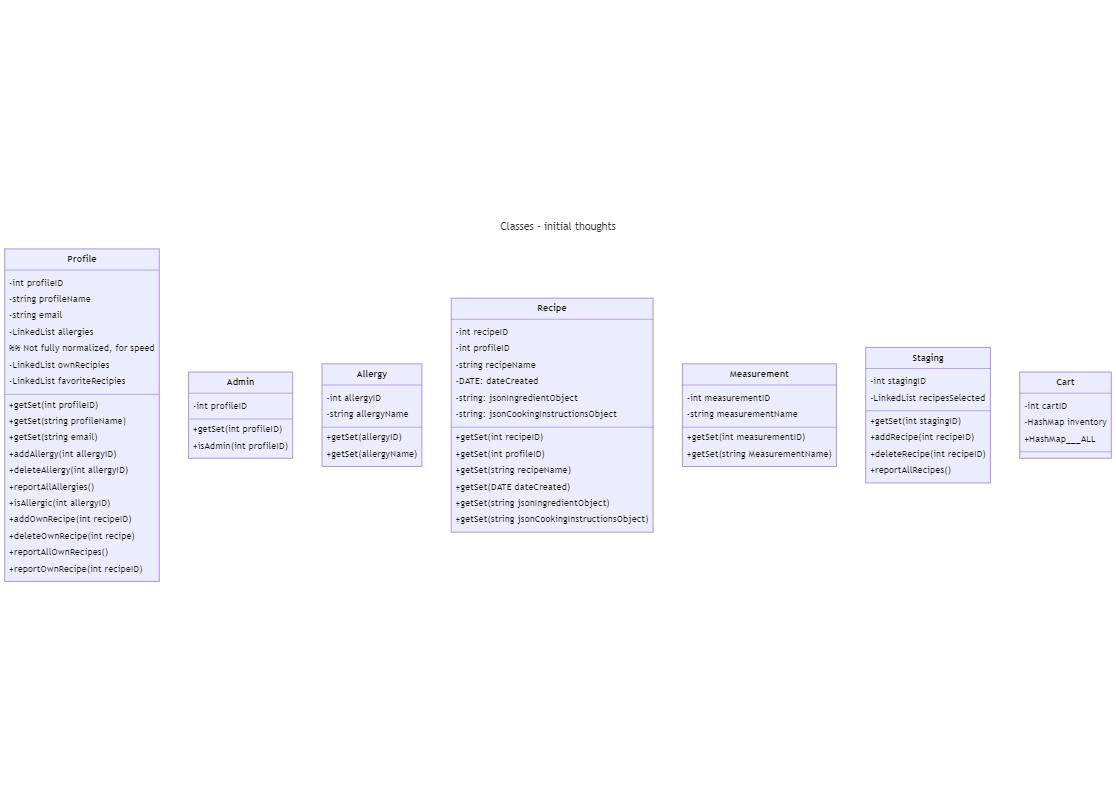 Classes - initial thoughts
Profile
-int profileID
-string profileName
-string email
-LinkedList allergies
%% Not fully normalized, for speed
-LinkedList ownRecipies
-LinkedList favoriteRecipies
+getSet(int profileID)
+getSet(string profileName)
+getSet(string email)
+addAllergy(int allergyID)
+deleteAllergy(int allergyID)
+reportAllAllergies()
+isAllergic(int allergyID)
+addOwnRecipe(int recipeID)
+deleteOwnRecipe(int recipe)
+reportAllOwnRecipes()
+reportOwnRecipe(int recipeID)
Admin
-int profileID
+getSet(int profileID)
+isAdmin(int profileID)
Allergy
-int allergyID
-string allergyName
+getSet(allergyID)
+getSet(allergyName)
Recipe
-int recipeID
-int profileID
-string recipeName
-DATE: dateCreated
-string: jsonIngredientObject
-string: jsonCookingInstructionsObject
+getSet(int recipeID)
+getSet(int profileID)
+getSet(string recipeName)
+getSet(DATE dateCreated)
+getSet(string jsonIngredientObject)
+getSet(string jsonCookingInstructionsObject)
Measurement
-int measurementID
-string measurementName
+getSet(int measurementID)
+getSet(string MeasurementName)
Staging
-int stagingID
-LinkedList recipesSelected
+getSet(int stagingID)
+addRecipe(int recipeID)
+deleteRecipe(int recipeID)
+reportAllRecipes()
Cart
-int cartID
-HashMap inventory
+HashMap___ALL